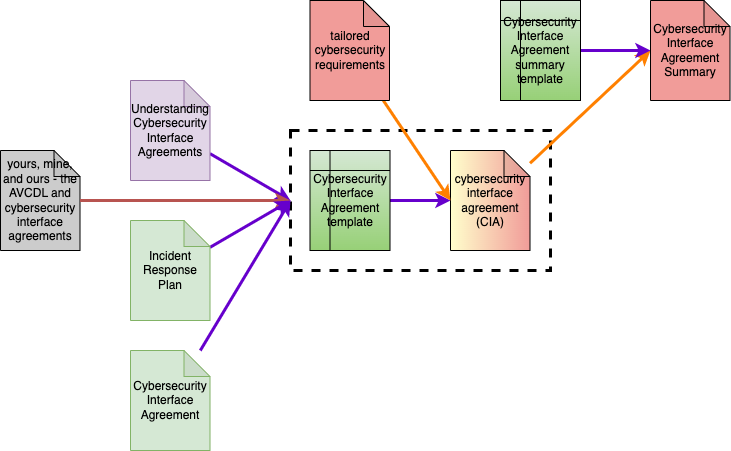 tailored
cybersecurity
requirements
Cybersecurity
Interface
Agreement
summary
template
Cybersecurity
Interface
Agreement
Summary
Understanding
Cybersecurity
Interface
Agreements
yours, mine,
and ours - the
AVCDL and
cybersecurity
interface
agreements
Cybersecurity
Interface
Agreement
template
cybersecurity
interface
agreement
(CIA)
Incident
Response
Plan
Cybersecurity
Interface
Agreement